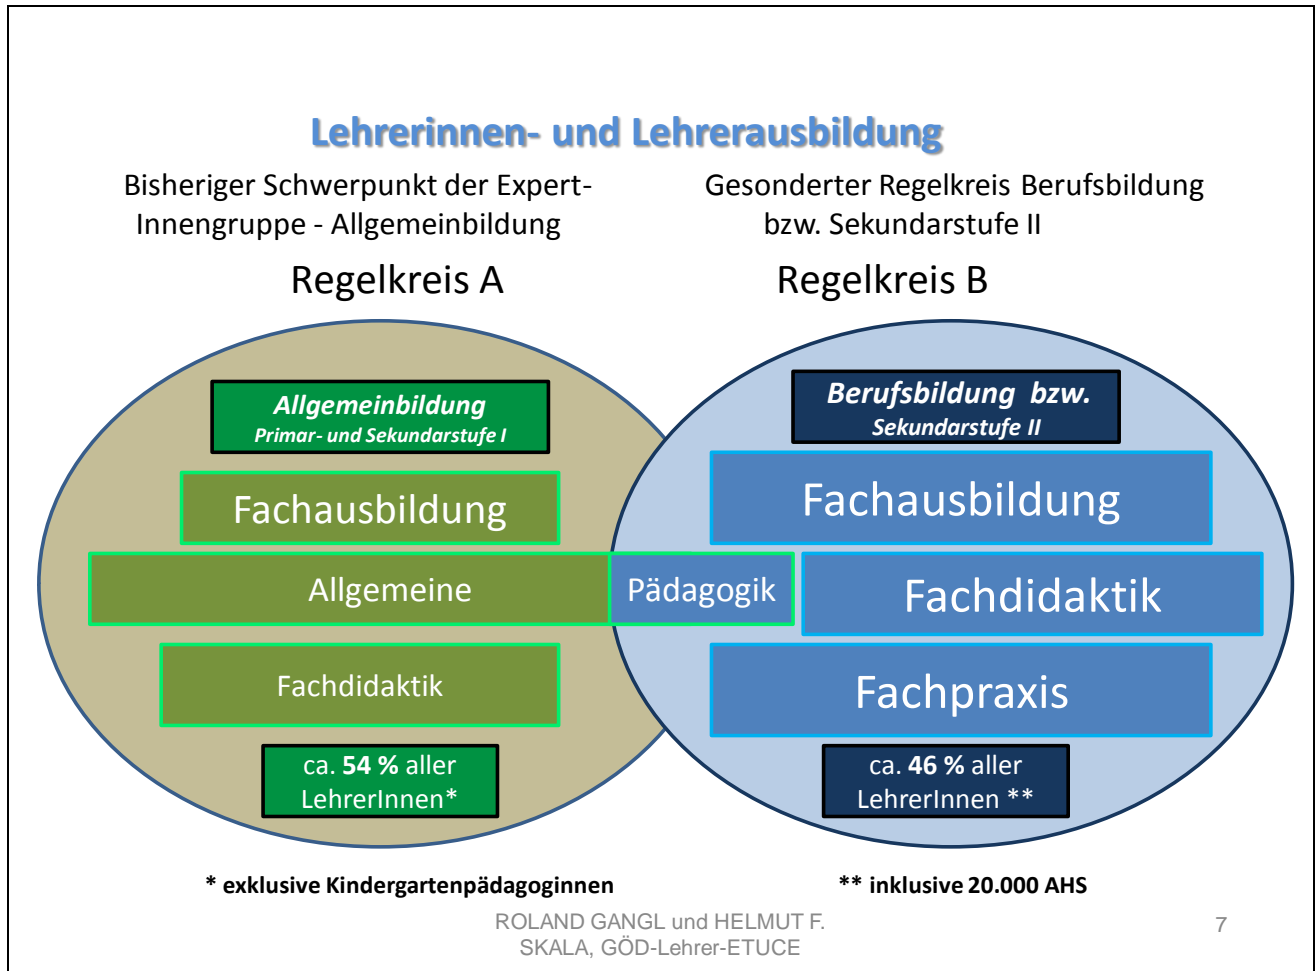 Lehrerinnen- und Lehrerausbildung
Bisheriger Schwerpunkt der Expert-
Innengruppe - Allgemeinbildung
Regelkreis A
Gesonderter Regelkreis Berufsbildung
bzw. Sekundarstufe II
Regelkreis B
Allgemeinbildung
Primar- und Sekundarstufe I
Fachausbildung
Allgemeine Pädagogik
Fachdidaktik
ca. 54 % aller
LehrerInnen*
Berufsbildung bzw.
Sekundarstufe II
Fachausbildung
Fachdidaktik
Fachpraxis
ca. 46 % aller
LehrerInnen **
* exklusive Kindergartenpädagoginnen
** inklusive 20.000 AHS
ROLAND GANGL und HELMUT F.
SKALA, GÖD-Lehrer-ETUCE
7